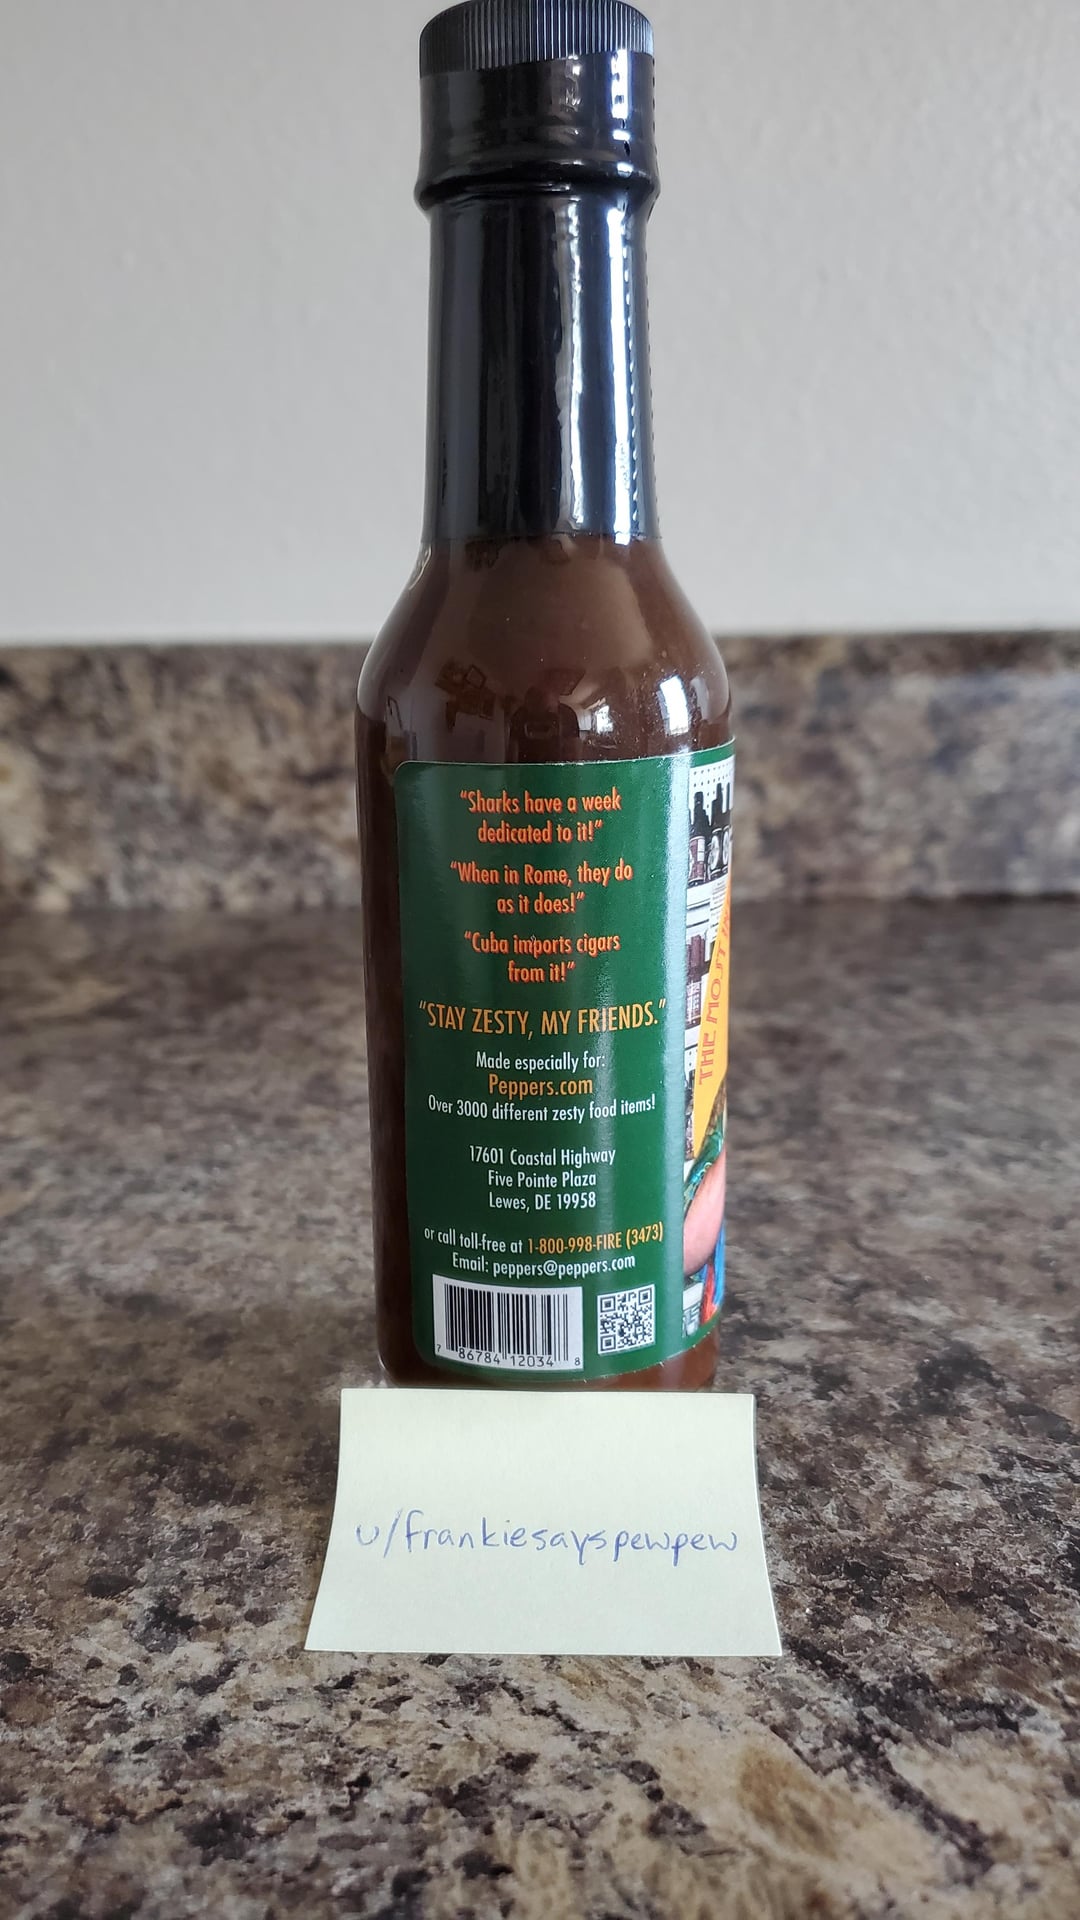 “Sharks have a week
dedicated to it!”
“When in Rome, they do
as it does!”
“Cuba imports cigars
from it!”
“STAY ZESTY, MY FRIENDS.”
Made especially for:
Peppers.com
Over 3000 different zesty food items!
17601 Coastal Highway
Five Pointe Plaza
Lewes, DE 19958
or call toll-free at 1-800-998-FIRE (3473)
Email: peppers@peppers.com
7 86784 12034 8
THE MOST
u/frankiesayspewpew